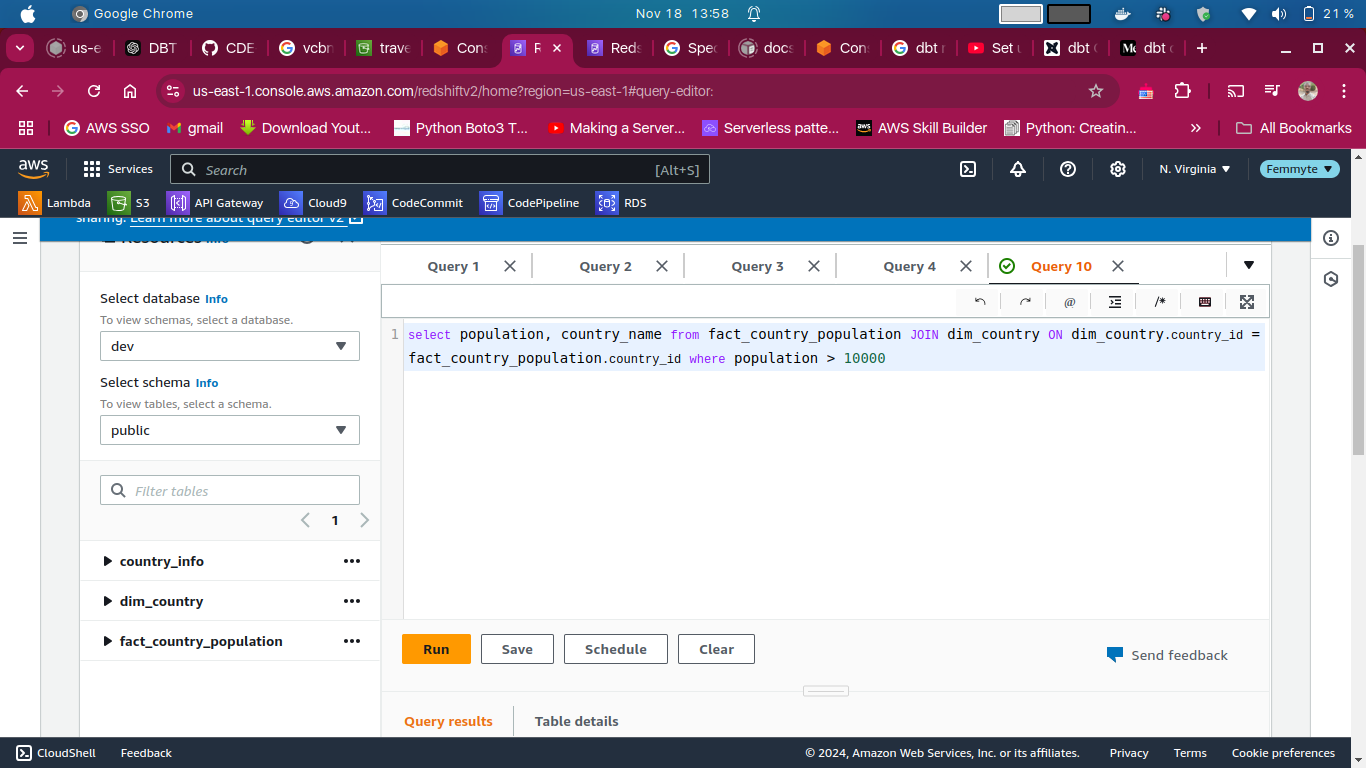 Google Chrome
Nov 18 13:58
21%
us-e
DBT
CDE
vcbn
trave
Cons
R
Reds
Spec
docs
Cons
dbt r
Set u
dbt
dbt c
us-east-1.console.aws.amazon.com/redshiftv2/home?region=us-east-1#query-editor:
AWS SSO
gmail
Download Yout...
Python Boto3 T...
Making a Server...
Serverless patte...
AWS Skill Builder
Python: Creatin...
All Bookmarks
aws
Services
Search
[Alt+S]
N. Virginia
Femmyte
Lambda
S3
API Gateway
Cloud9
CodeCommit
CodePipeline
RDS
sharing. Learn more about query editor v2
Resources Info
Select database Info
To view schemas, select a database.
dev
Select schema Info
To view tables, select a schema.
public
Filter tables
1
country_info
dim_country
fact_country_population
Query 1
Query 2
Query 3
Query 4
Query 10
@
/*
1
select population, country_name from fact_country_population JOIN dim_country ON dim_country.country_id =
fact_country_population.country_id where population > 10000
Run
Save
Schedule
Clear
Send feedback
Query results
Table details
CloudShell
Feedback
© 2024, Amazon Web Services, Inc. or its affiliates.
Privacy
Terms
Cookie preferences